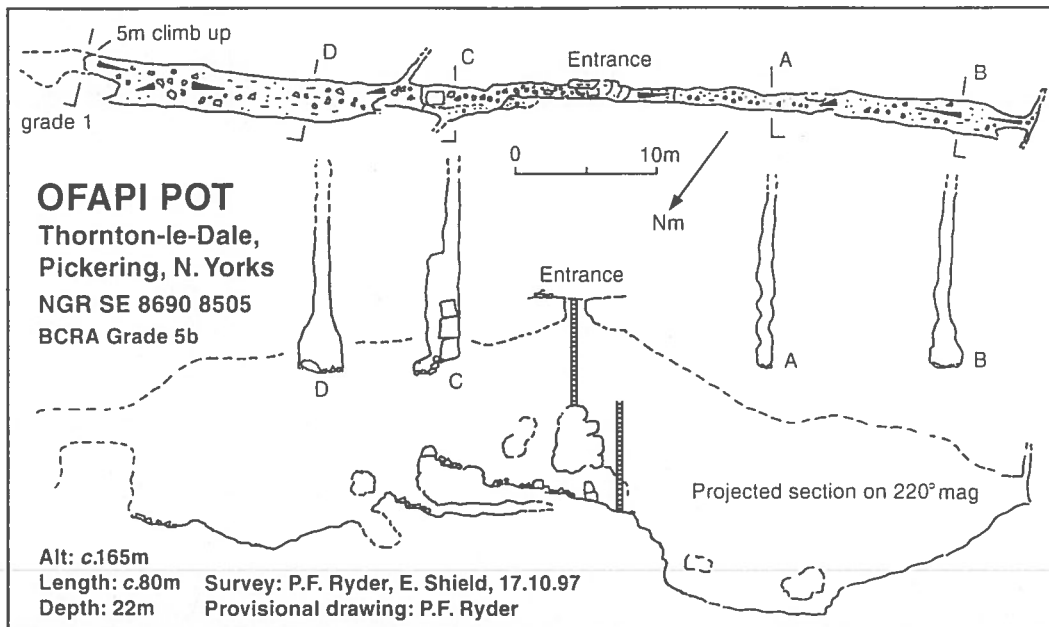 5m climb up
D
C
Entrance
A
B
grade 1
0 10m
Nm
OFAPI POT
Thornton-le-Dale,
Pickering, N. Yorks
NGR SE 8690 8505
BCRA Grade 5b
Entrance
D
C
A
B
Projected section on 220° mag
Alt: c.165m
Length: c.80m Survey: P.F. Ryder, E. Shield, 17.10.97
Depth: 22m Provisional drawing: P.F. Ryder